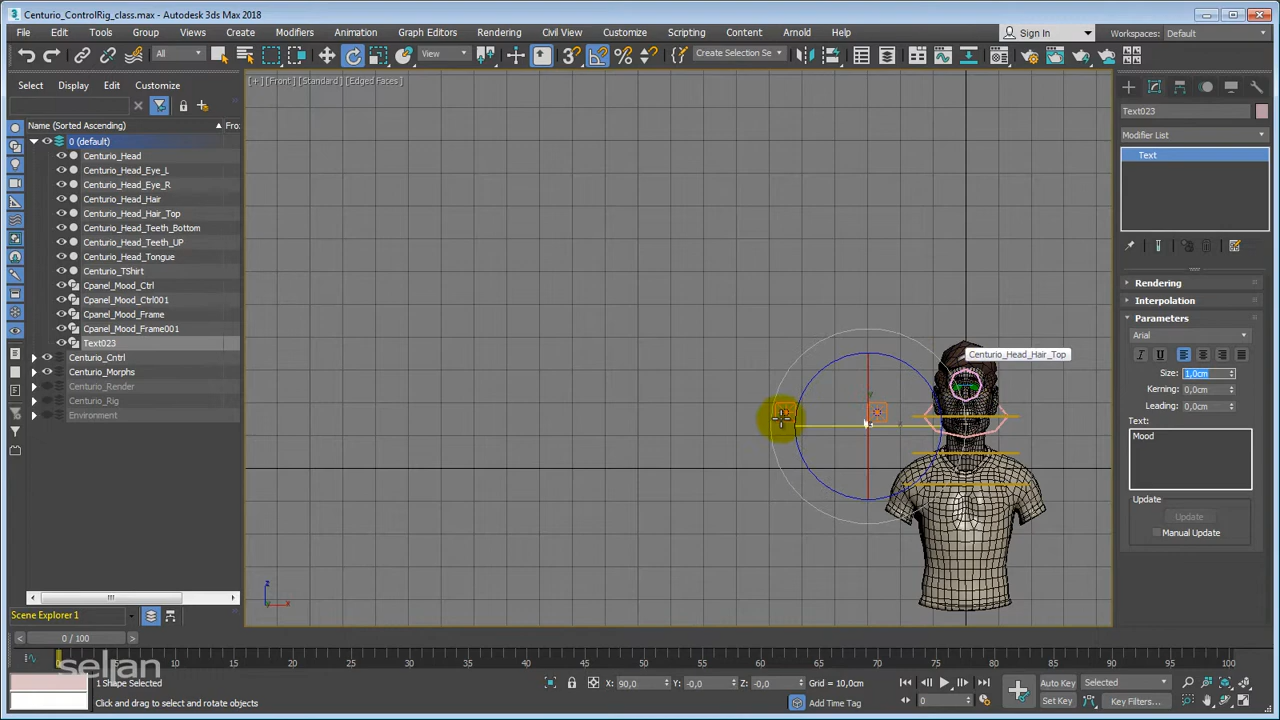 Centurio_ControlRig_class.max - Autodesk 3ds Max 2018
File Edit Tools Group Views Create Modifiers Animation Graph Editors Rendering Civil View Customize Scripting Content Arnold Help
Sign In
Workspaces: Default
All
View
Create Selection Se
Select Display Edit Customize
[+] [Front] [Standard] [Edged Faces]
Name (Sorted Ascending)
Fro
0 (default)
Centurio_Head
Centurio_Head_Eye_L
Centurio_Head_Eye_R
Centurio_Head_Hair
Centurio_Head_Hair_Top
Centurio_Head_Teeth_Bottom
Centurio_Head_Teeth_UP
Centurio_Head_Tongue
Centurio_TShirt
Cpanel_Mood_Ctrl
Cpanel_Mood_Ctrl001
Cpanel_Mood_Frame
Cpanel_Mood_Frame001
Text023
Centurio_Cntrl
Centurio_Morphs
Centurio_Render
Centurio_Rig
Environment
Centurio_Head_Hair_Top
z
x
Text023
Modifier List
Text
Rendering
Interpolation
Parameters
Arial
I U
Size: 1,0cm
Kerning: 0,0cm
Leading: 0,0cm
Text:
Mood
Update
Update
Manual Update
Scene Explorer 1
0 / 100
seljan
10 15 20 25 30 35 40 45 50 55 60 65 70 75 80 85 90 95 100
1 Shape Selected
Click and drag to select and rotate objects
X: 90,0 Y: -0,0 Z: -0,0 Grid = 10,0cm
Add Time Tag
0
Auto Key Selected
Set Key Key Filters...